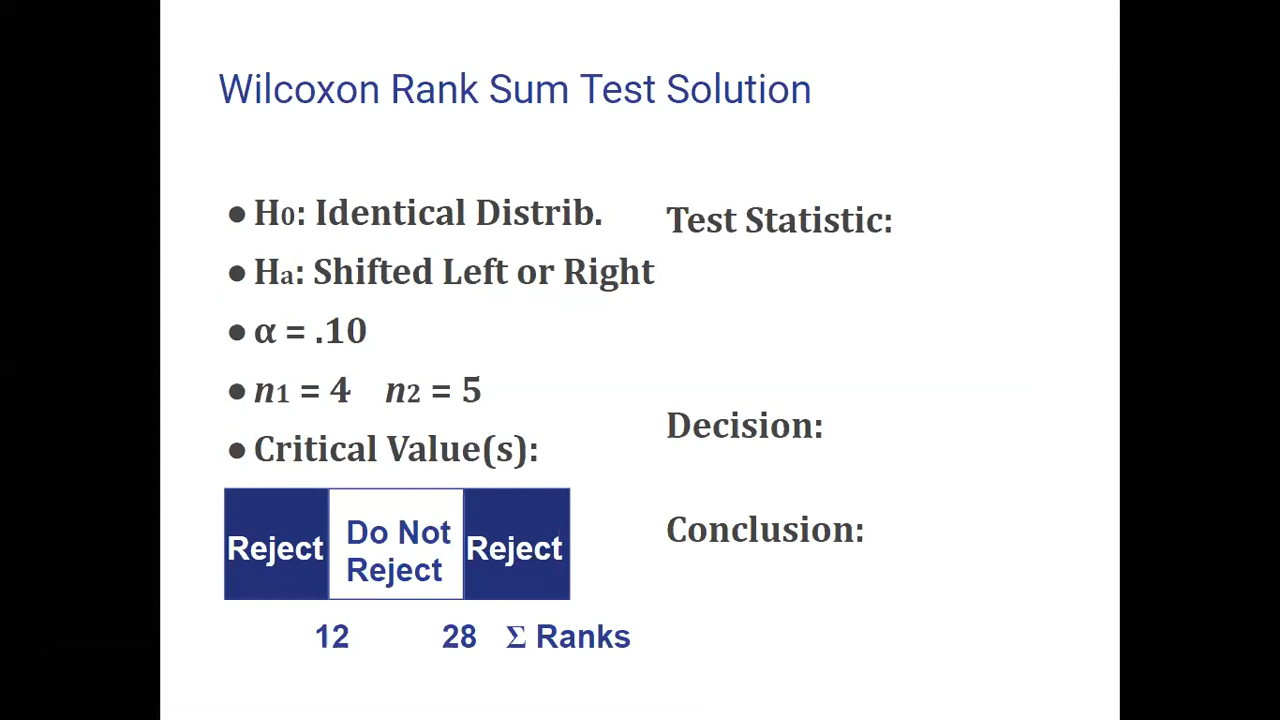 Wilcoxon Rank Sum Test Solution
● H0: Identical Distrib.
● Ha: Shifted Left or Right
● α = .10
● n1 = 4 n2 = 5
● Critical Value(s):
Reject
Do Not
Reject
Reject
12 28 Σ Ranks
Test Statistic:
Decision:
Conclusion: